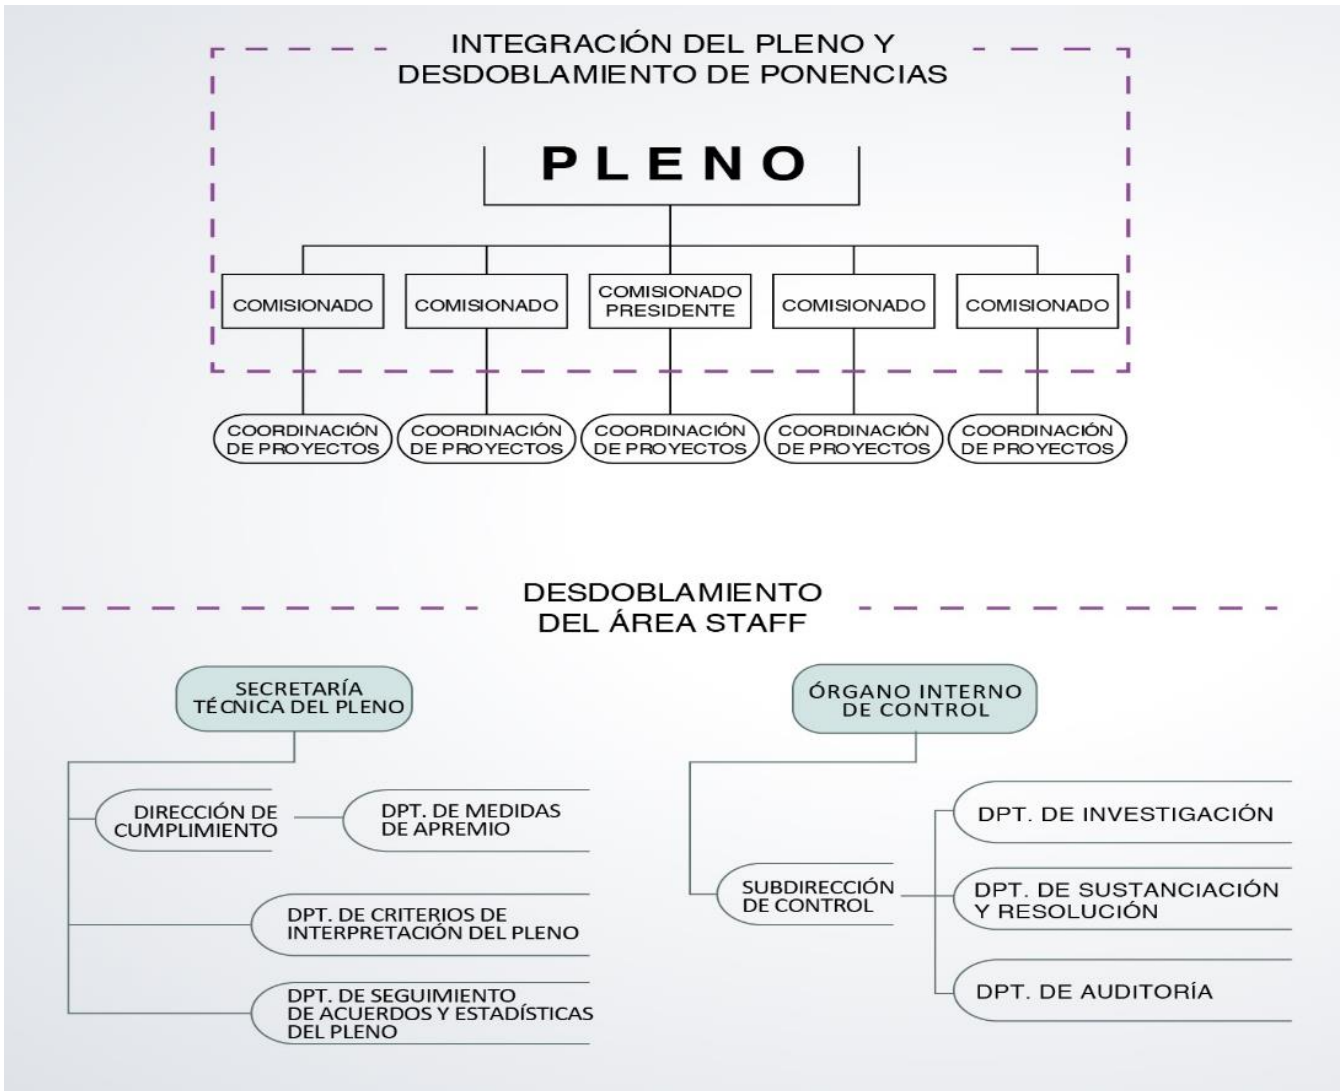 INTEGRACIÓN DEL PLENO Y
DESDOBLAMIENTO DE PONENCIAS
PLENO
COMISIONADO
COMISIONADO
COMISIONADO
PRESIDENTE
COMISIONADO
COMISIONADO
COORDINACIÓN
DE PROYECTOS
COORDINACIÓN
DE PROYECTOS
COORDINACIÓN
DE PROYECTOS
COORDINACIÓN
DE PROYECTOS
COORDINACIÓN
DE PROYECTOS
DESDOBLAMIENTO
DEL ÁREA STAFF
SECRETARÍA
TÉCNICA DEL PLENO
DIRECCIÓN DE
CUMPLIMIENTO
DPT. DE MEDIDAS
DE APREMIO
DPT. DE CRITERIOS DE
INTERPRETACIÓN DEL PLENO
DPT. DE SEGUIMIENTO
DE ACUERDOS Y ESTADÍSTICAS
DEL PLENO
ÓRGANO INTERNO
DE CONTROL
SUBDIRECCIÓN
DE CONTROL
DPT. DE INVESTIGACIÓN
DPT. DE SUSTANCIACIÓN
Y RESOLUCIÓN
DPT. DE AUDITORÍA